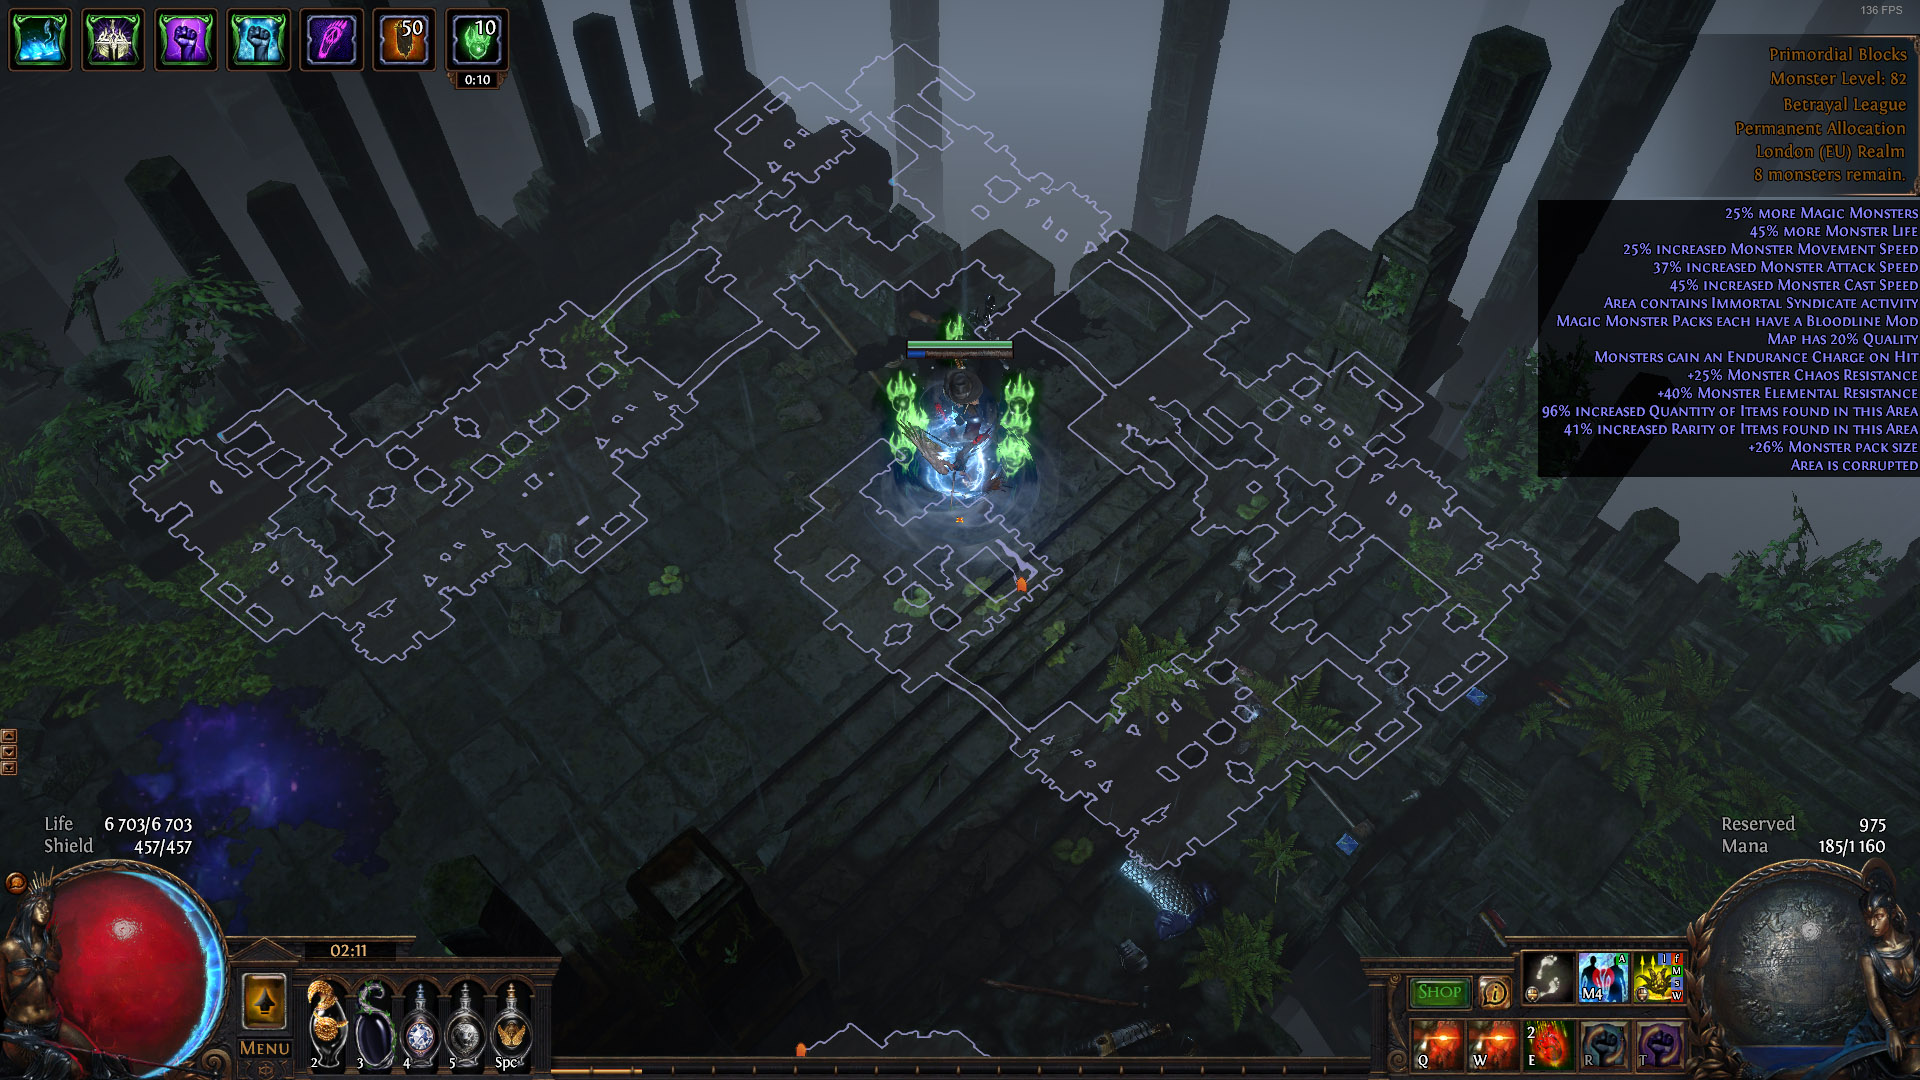 136 FPS
50
10
0:10
Primordial Blocks
Monster Level: 82
Betrayal League
Permanent Allocation
London (EU) Realm
8 monsters remain.
25% more Magic Monsters
45% more Monster Life
25% increased Monster Movement Speed
37% increased Monster Attack Speed
45% increased Monster Cast Speed
Area contains Immortal Syndicate activity
Magic Monster Packs each have a Bloodline Mod
Map has 20% Quality
Monsters gain an Endurance Charge on Hit
+25% Monster Chaos Resistance
+40% Monster Elemental Resistance
96% increased Quantity of Items found in this Area
41% increased Rarity of Items found in this Area
+26% Monster pack size
Area is corrupted
Life 6 703/6 703
Shield 457/457
Reserved 975
Mana 185/1 160
02:11
Menu
2 3 4 5 Spc
Shop
A
M4
l f
M
s
W
Q W 2 E R T